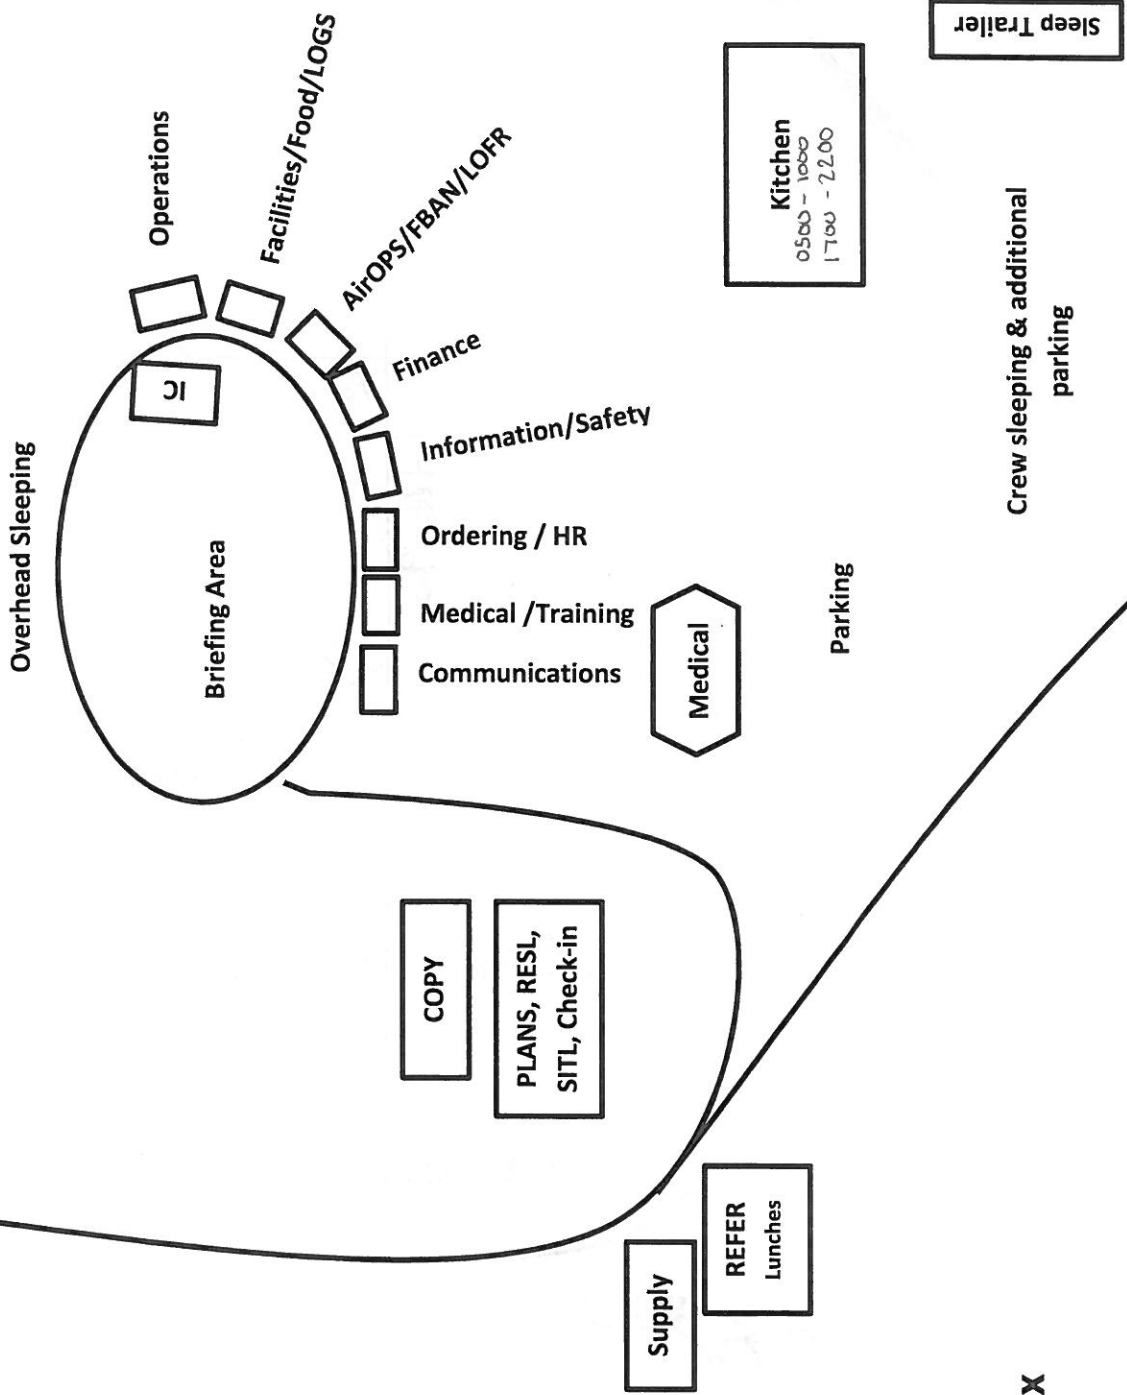 Overhead Sleeping
Operations
Facilities/Food/LOGS
AirOPS/FBAN/LOFR
Finance
Information/Safety
Ordering / HR
Medical /Training
Communications
IC
Briefing Area
Medical
Kitchen
0500 - 1000
1700 - 2200
Sleep Trailer
Parking
Crew sleeping & additional
parking
COPY
PLANS, RESL,
SITL, Check-in
Supply
REFER
Lunches
X